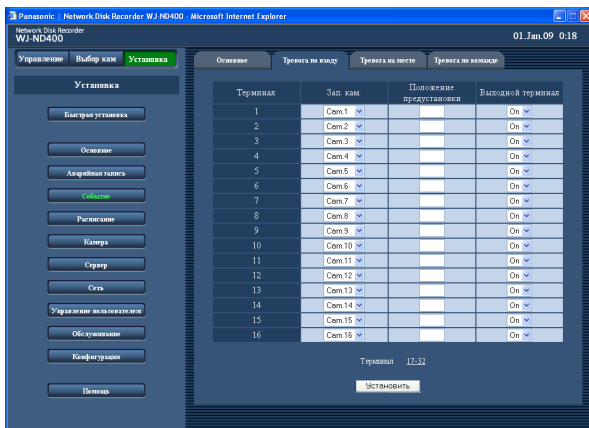 Panasonic | Network Disk Recorder WJ-ND400 - Microsoft Internet Explorer
Network Disk Recorder
WJ-ND400
01.Jan.09 0:18
Управление Выбор кам Установка
Основное Тревога по входу Тревога на месте Тревога по команде
Установка
Быстрая установка
Основное
Аварийная запись
Событие
Расписание
Камера
Сервер
Сеть
Управление пользователем
Обслуживание
Конфигурация
Помощь
Терминал Зап. кам Положение предустановки Выходной терминал
1 Cam.1 On
2 Cam.2 On
3 Cam.3 On
4 Cam.4 On
5 Cam.5 On
6 Cam.6 On
7 Cam.7 On
8 Cam.8 On
9 Cam.9 On
10 Cam.10 On
11 Cam.11 On
12 Cam.12 On
13 Cam.13 On
14 Cam.14 On
15 Cam.15 On
16 Cam.16 On
Терминал 17-32
Установить